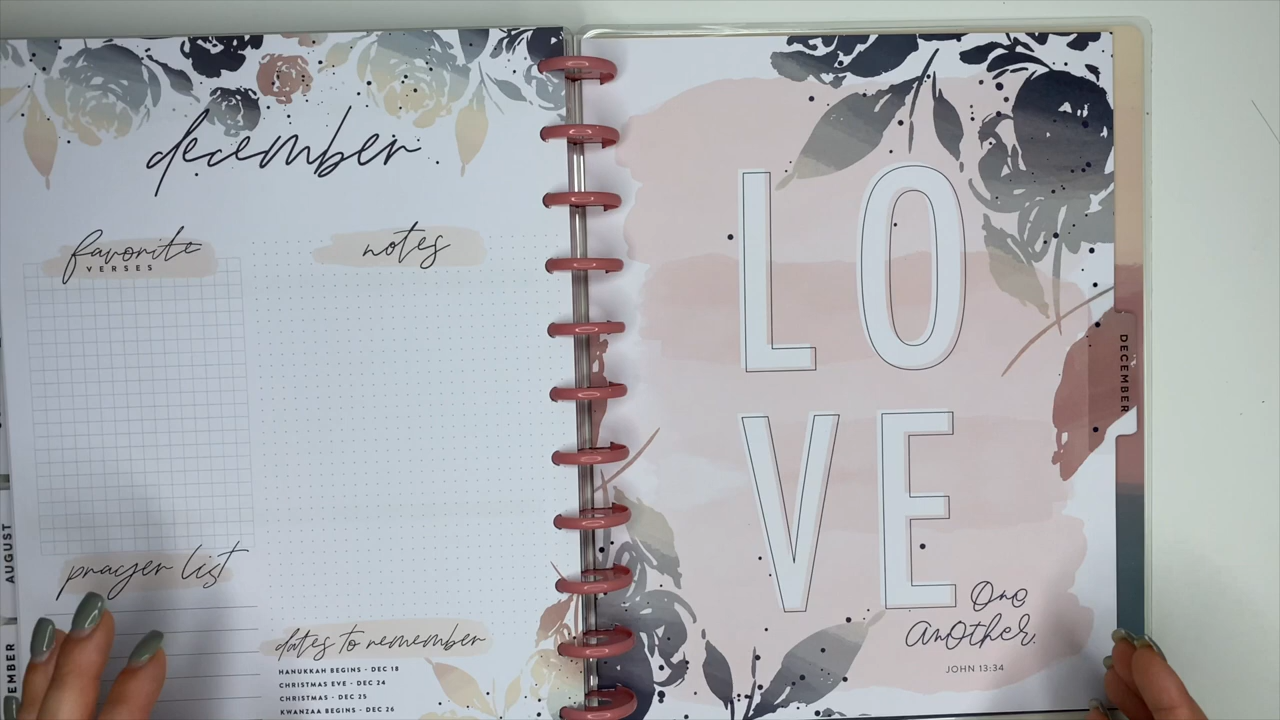 december
favorite
VERSES
notes
prayer list
dates to remember
HANUKKAH BEGINS - DEC 18
CHRISTMAS EVE - DEC 24
CHRISTMAS - DEC 25
KWANZAA BEGINS - DEC 26
LO
VE
One
another.
JOHN 13:34
DECEMBER
AUGUST
EMBER